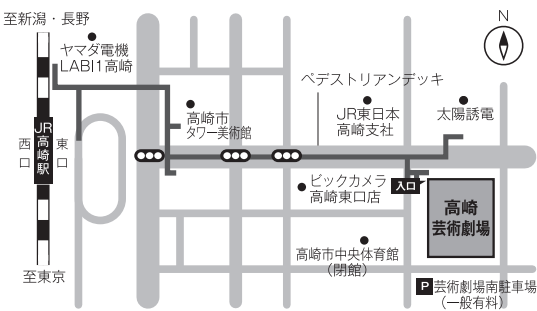 至新潟・長野
N
ヤマダ電機
LABI1高崎
ペデストリアンデッキ
高崎市
タワー美術館
JR東日本
高崎支社
太陽誘電
西口
JR高崎駅
東口
ビックカメラ
高崎東口店
入口
高崎
芸術劇場
高崎市中央体育館
(閉館)
至東京
P 芸術劇場南駐車場
(一般有料)